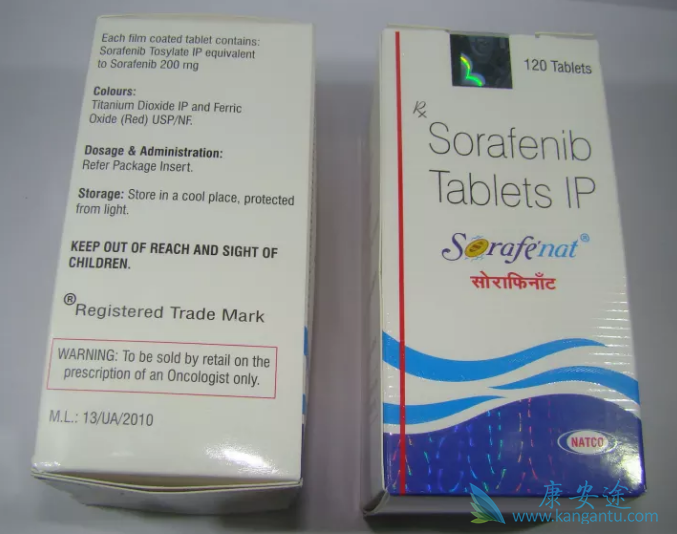 Each film coated tablet contains:
Sorafenib Tosylate IP equivalent
to Sorafenib 200 mg
Colours:
Titanium Dioxide IP and Ferric
Oxide (Red) USP/NF.
Dosage & Administration:
Refer Package Insert.
Storage: Store in a cool place, protected
from light.
KEEP OUT OF REACH AND SIGHT OF
CHILDREN.
®Registered Trade Mark
WARNING: To be sold by retail on the
prescription of an Oncologist only.
M.L.: 13/UA/2010
120 Tablets
Rx
Sorafenib
Tablets IP
Sorafenat®
सोराफिनॉंट
NATCO
康安途
www.kangantu.com